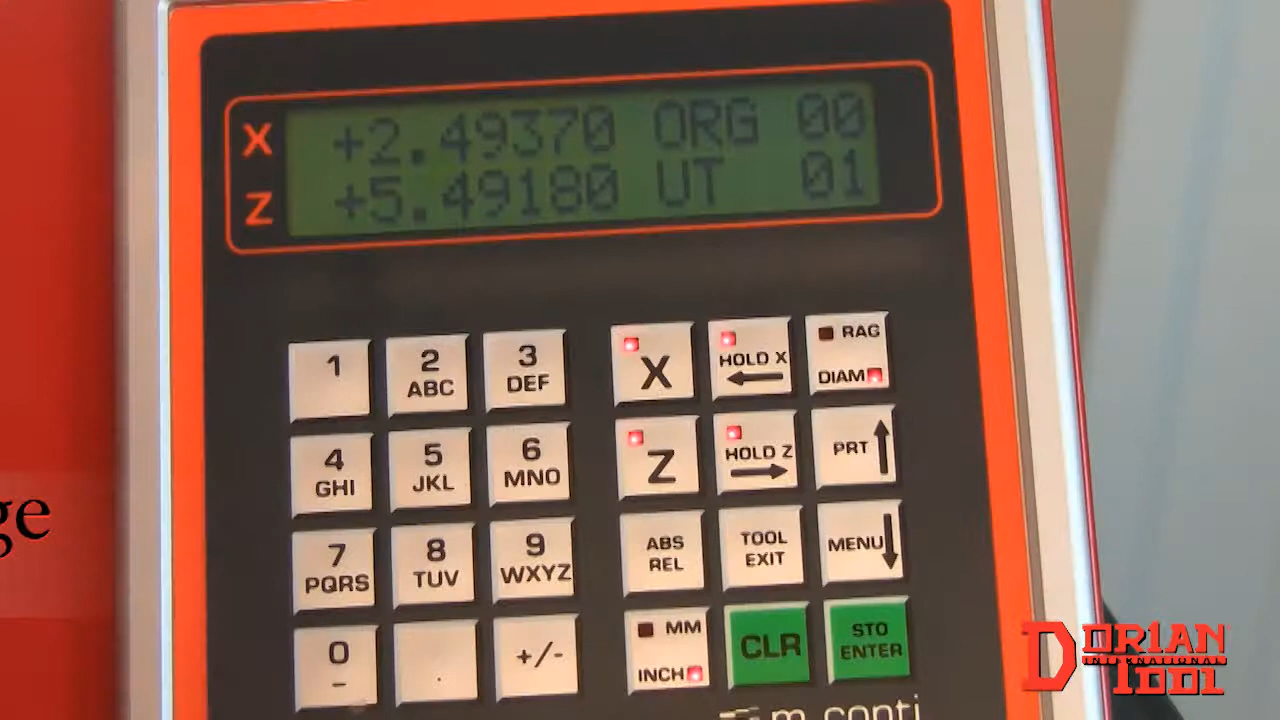 X +2.49370 ORG 00
Z +5.49180 UT 01
1
2 ABC
3 DEF
X
HOLD X
RAG
DIAM
4 GHI
5 JKL
6 MNO
Z
HOLD Z
PRT
7 PQRS
8 TUV
9 WXYZ
ABS REL
TOOL EXIT
MENU
0 -
.
+/-
MM
INCH
CLR
STO ENTER
ge
m conti
DORIAN
INTERNATIONAL
TOOL